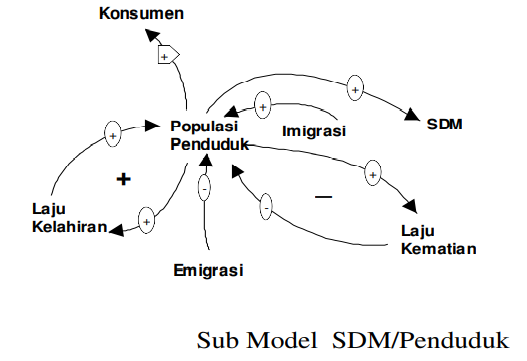 Konsumen
+
+
+
Populasi
Penduduk
Imigrasi
SDM
+
+
+
-
-
—
Laju
Kelahiran
+
Laju
Kematian
Emigrasi
Sub Model SDM/Penduduk